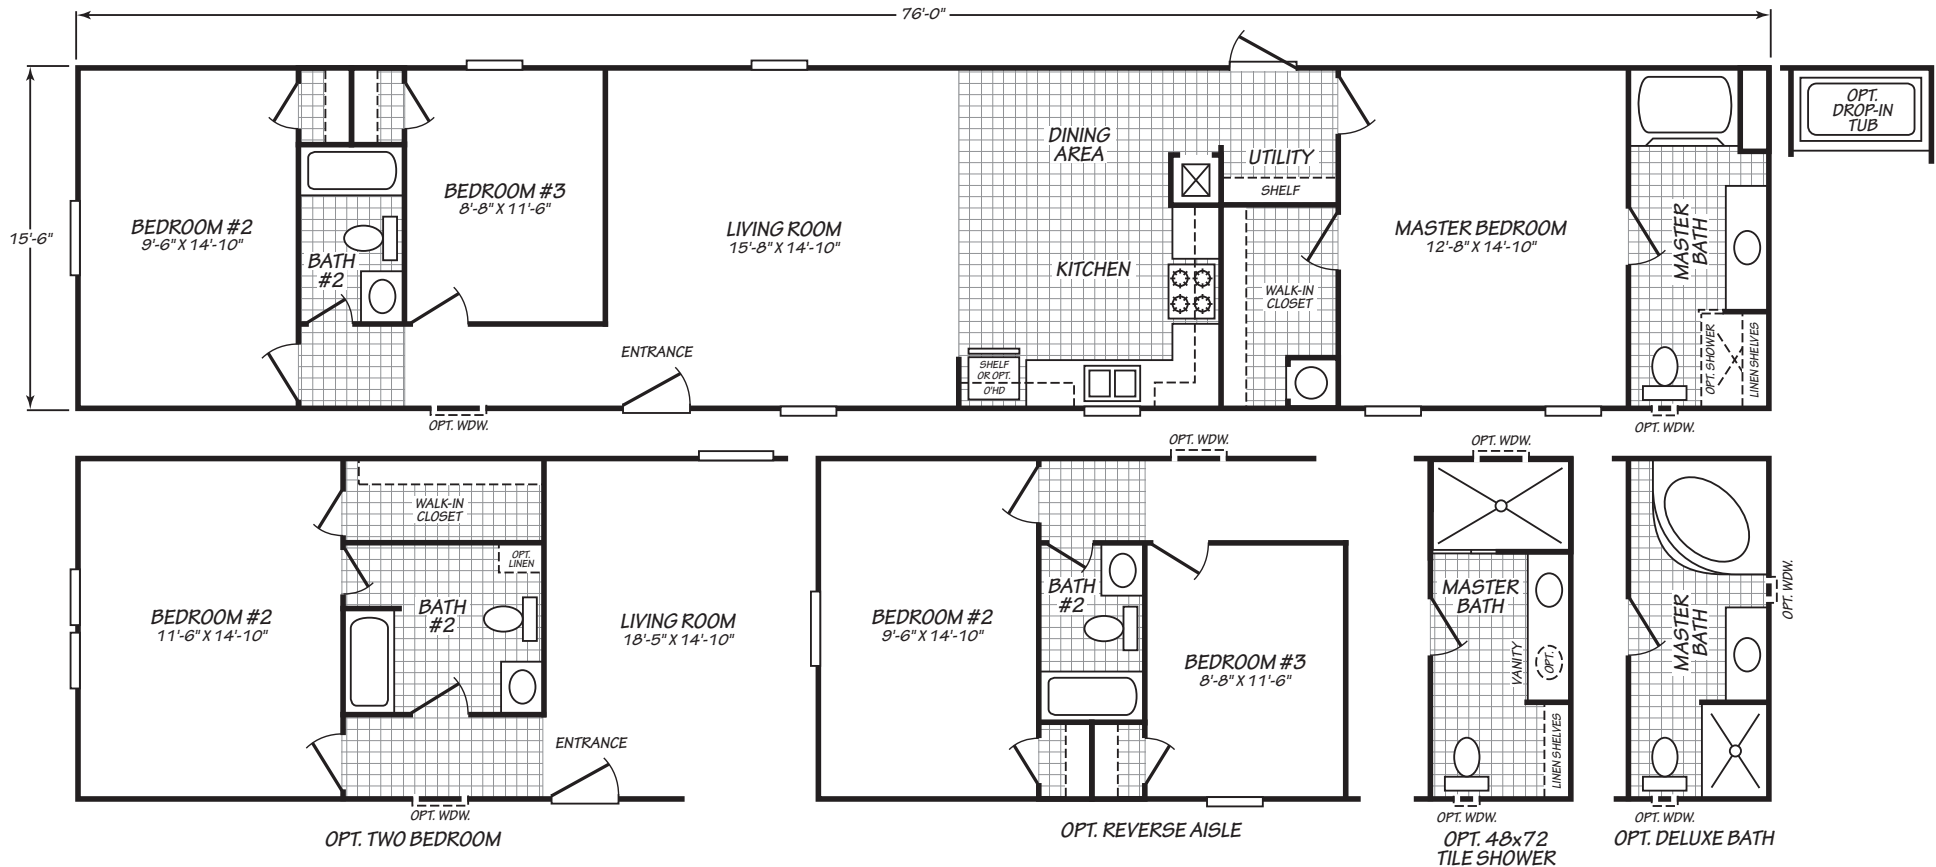 76'-0"
15'-6"
OPT.
DROP-IN
TUB
BEDROOM #2
9'-6" X 14'-10"
BATH
#2
BEDROOM #3
8'-8" X 11'-6"
LIVING ROOM
15'-8" X 14'-10"
ENTRANCE
OPT. WDW.
DINING
AREA
KITCHEN
SHELF
OR OPT.
O'HD
UTILITY
SHELF
WALK-IN
CLOSET
MASTER BEDROOM
12'-8" X 14'-10"
MASTER
BATH
OPT. SHOWER
LINEN SHELVES
OPT. WDW.
BEDROOM #2
11'-6" X 14'-10"
WALK-IN
CLOSET
OPT.
LINEN
BATH
#2
LIVING ROOM
18'-5" X 14'-10"
ENTRANCE
OPT. WDW.
OPT. TWO BEDROOM
OPT. WDW.
BEDROOM #2
9'-6" X 14'-10"
BATH
#2
BEDROOM #3
8'-8" X 11'-6"
OPT. REVERSE AISLE
OPT. WDW.
MASTER
BATH
VANITY
OPT.
LINEN SHELVES
OPT. WDW.
OPT. 48x72
TILE SHOWER
OPT. WDW.
MASTER
BATH
OPT. WDW.
OPT. DELUXE BATH